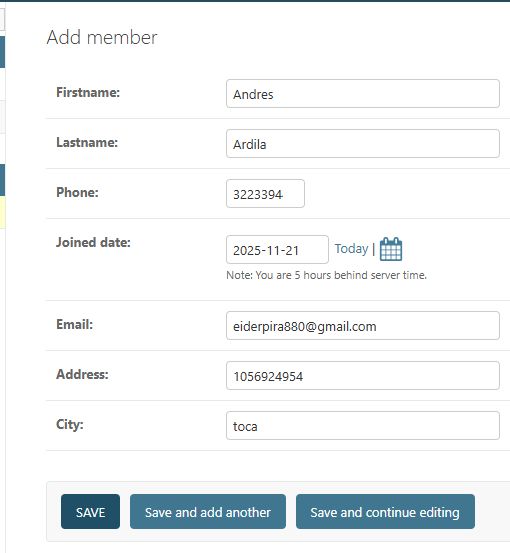 Add member
Firstname:
Andres
Lastname:
Ardila
Phone:
3223394
Joined date:
2025-11-21 Today |
Note: You are 5 hours behind server time.
Email:
eiderpira880@gmail.com
Address:
1056924954
City:
toca
SAVE Save and add another Save and continue editing